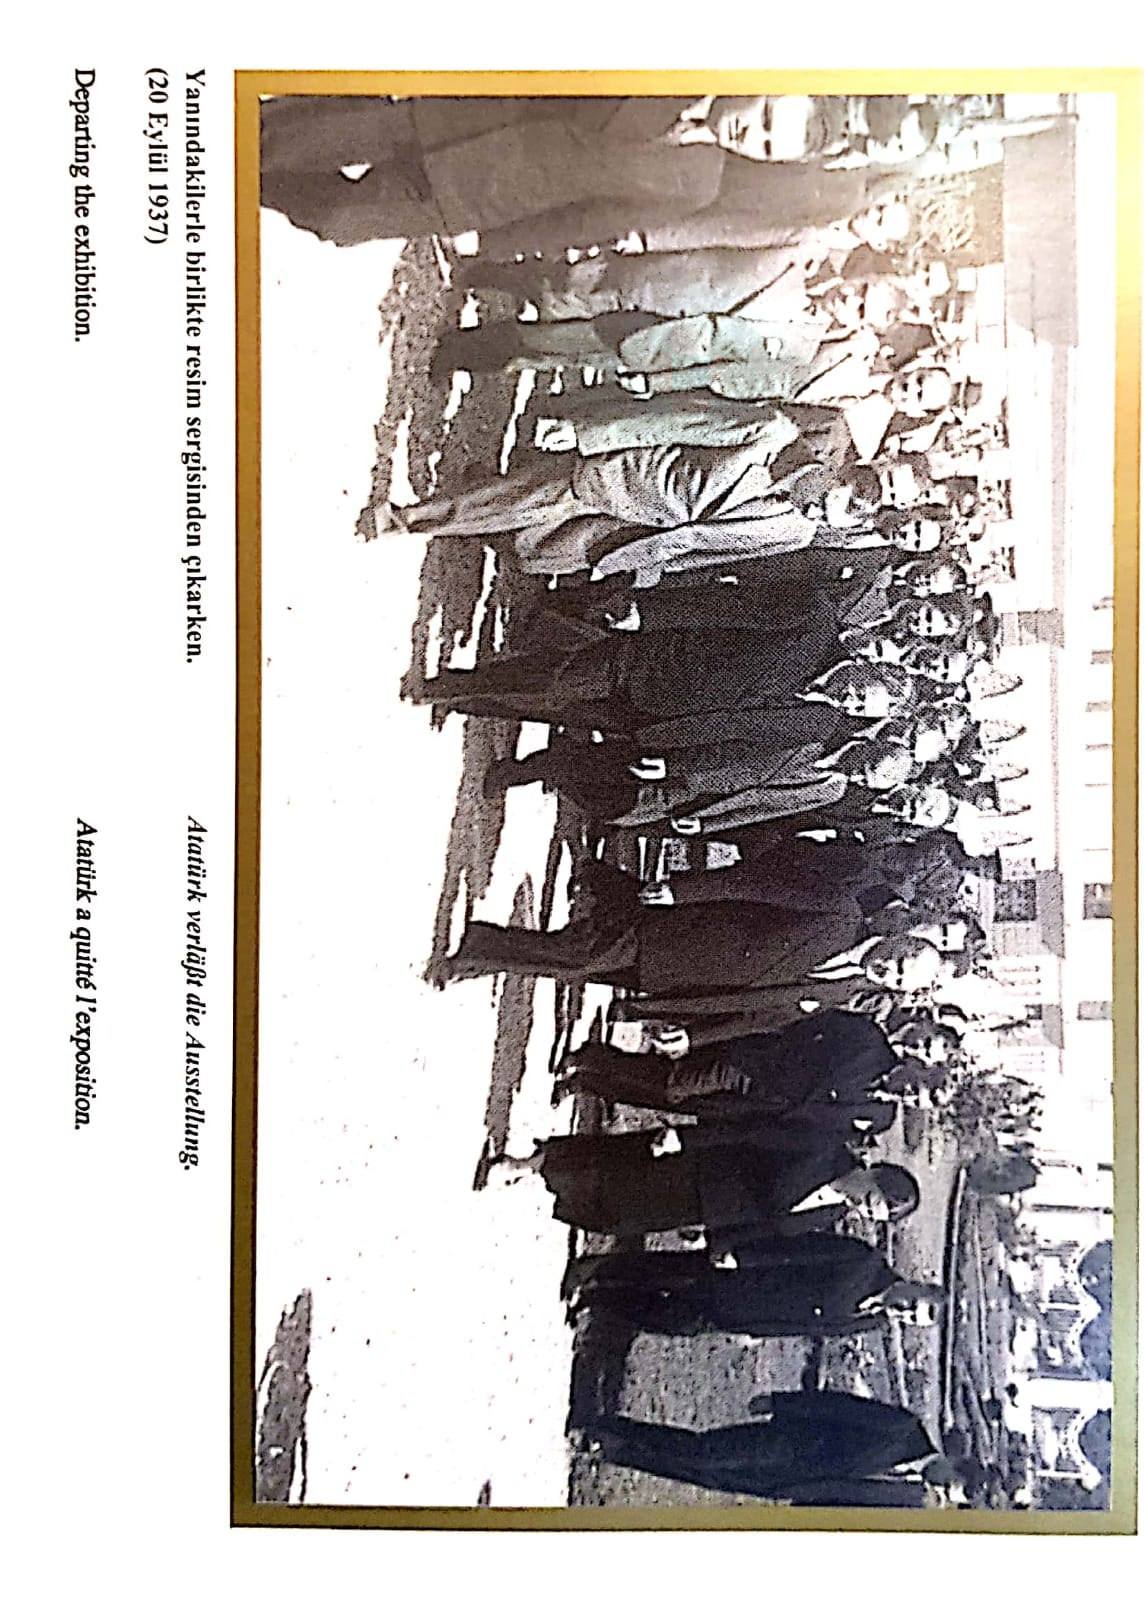 Yanındakilerle birlikte resim sergisinden çıkarken.
(20 Eylül 1937)
Departing the exhibition.
Atatürk verläßt die Ausstellung.
Atatürk a quitté l'exposition.